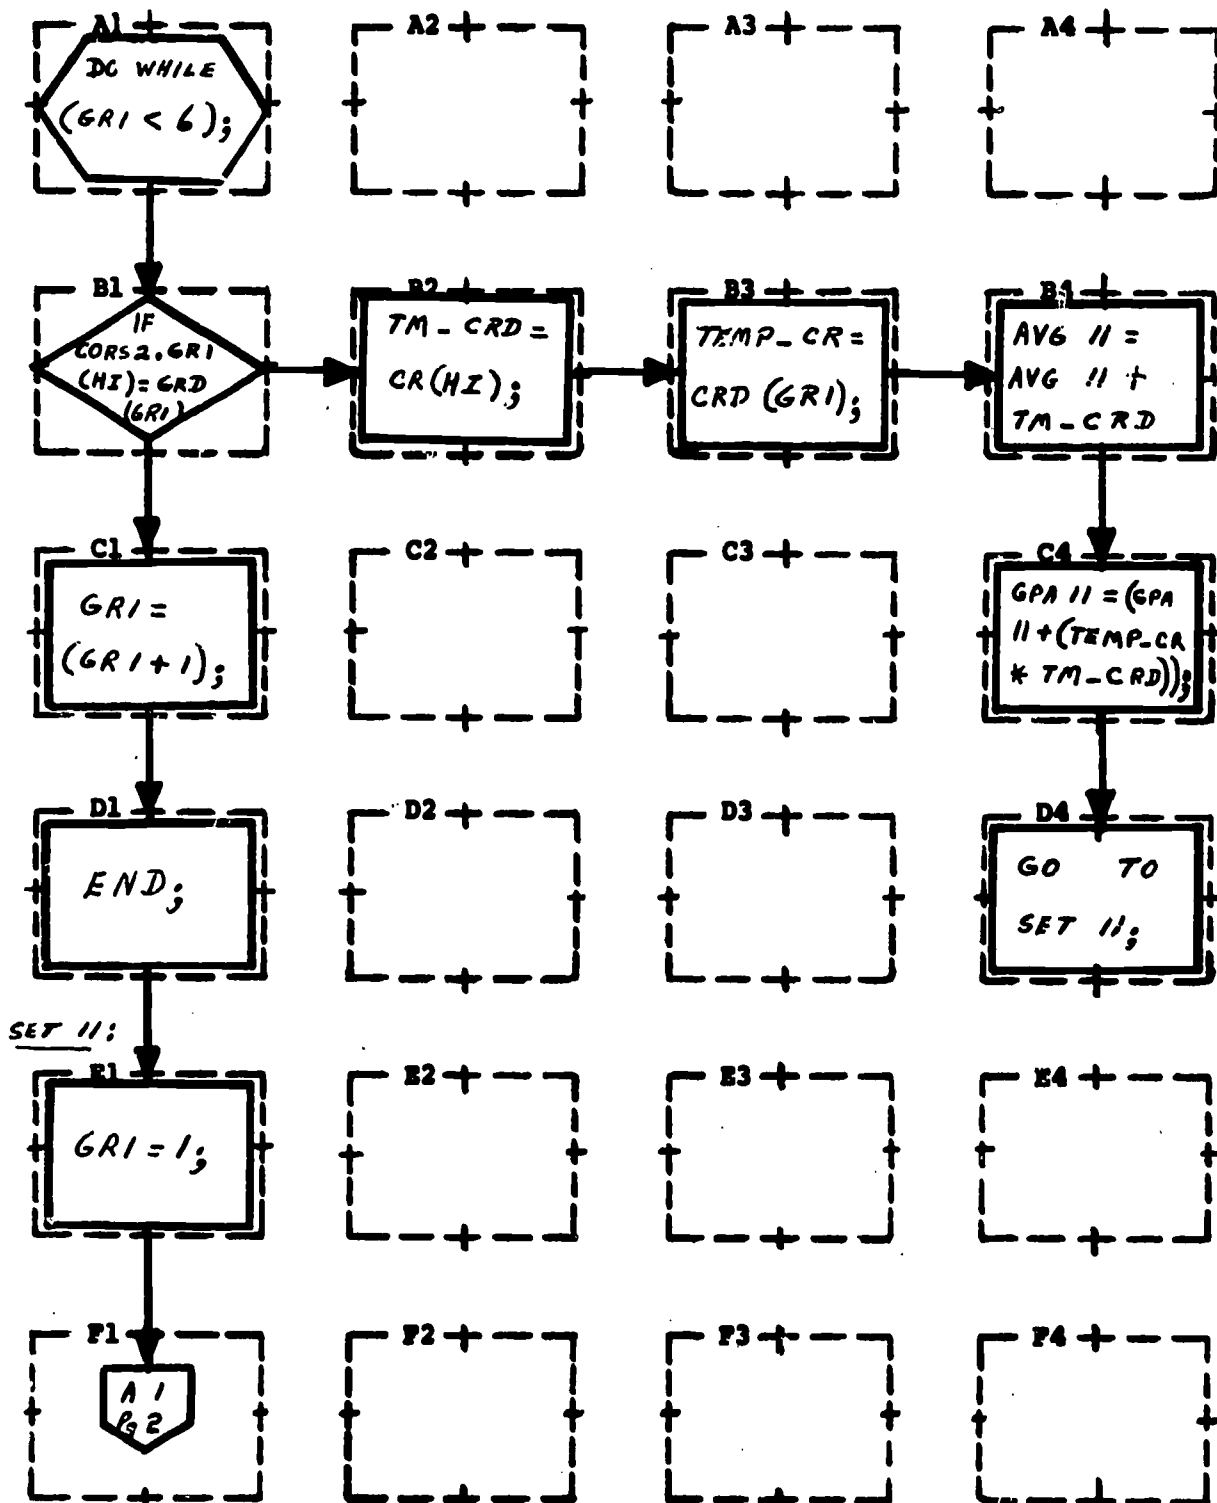 A1
DO WHILE
(GR1 < 6);
A2
A3
A4
B1
IF
CORS2.GR1
(HI)=GRD
(GR1)
B2
TM_CRD=
CR(HI);
B3
TEMP_CR=
CRD(GR1);
B4
AVG 11 =
AVG 11 +
TM_CRD
C1
GR1=
(GR1+1);
C2
C3
C4
GPA 11 = (GPA
11 + (TEMP_CR
* TM_CRD));
D1
END;
D2
D3
D4
GO TO
SET 11;
SET 11:
E1
GR1=1;
E2
E3
E4
F1
A 1
Pg 2
F2
F3
F4